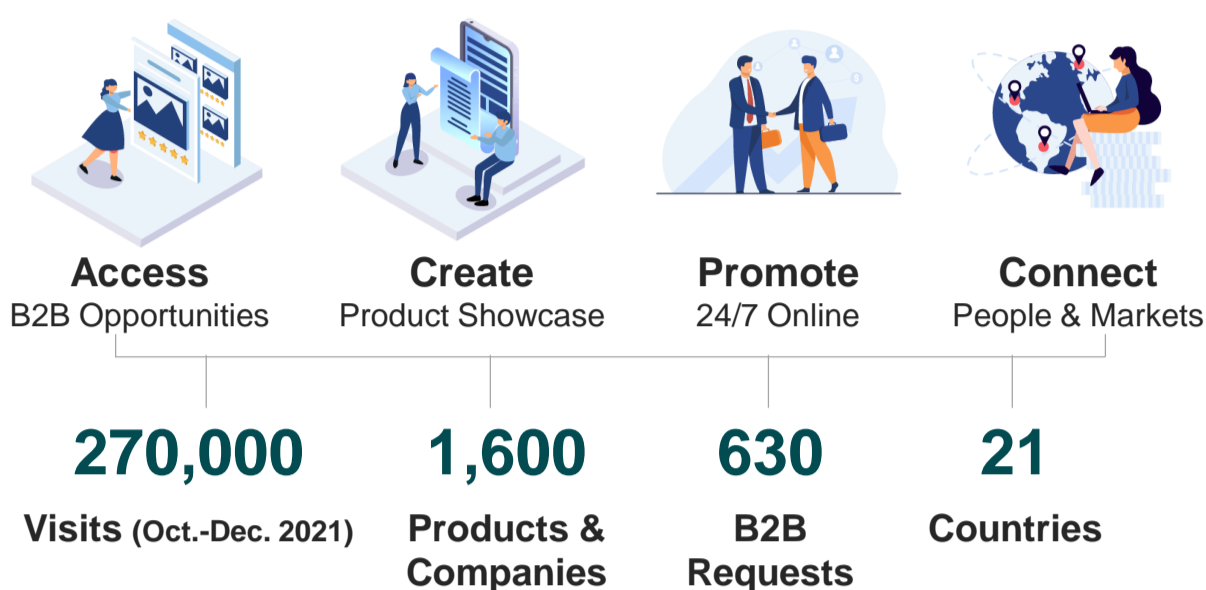 Access
B2B Opportunities
Create
Product Showcase
Promote
24/7 Online
Connect
People & Markets
270,000
Visits (Oct.-Dec. 2021)
1,600
Products &
Companies
630
B2B
Requests
21
Countries